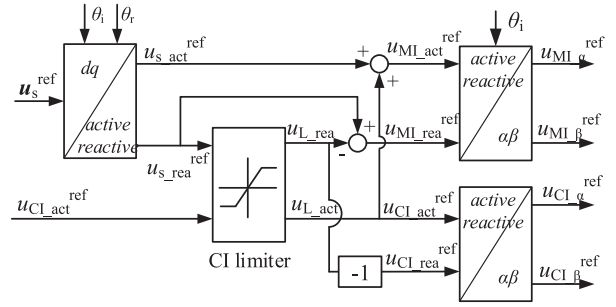 θi θr θi
us_act^ref + uMI_act^ref active uMI_α^ref
dq reactive
us^ref +
active αβ
reactive uL_rea + uMI_rea^ref uMI_β^ref
us_rea^ref -
active uCI_α^ref
uCI_act^ref uL_act uCI_act^ref reactive
CI limiter
-1 uCI_rea^ref αβ uCI_β^ref